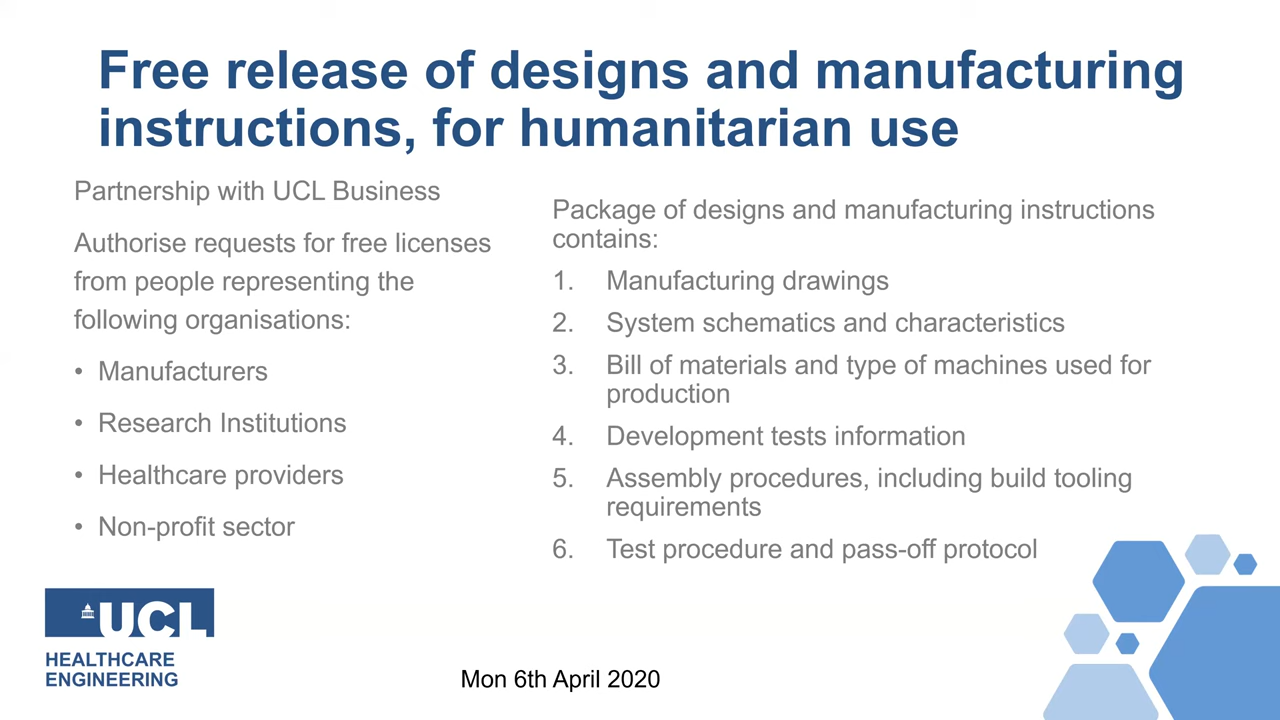 Free release of designs and manufacturing
instructions, for humanitarian use
Partnership with UCL Business
Authorise requests for free licenses
from people representing the
following organisations:
• Manufacturers
• Research Institutions
• Healthcare providers
• Non-profit sector
Package of designs and manufacturing instructions
contains:
1. Manufacturing drawings
2. System schematics and characteristics
3. Bill of materials and type of machines used for
production
4. Development tests information
5. Assembly procedures, including build tooling
requirements
6. Test procedure and pass-off protocol
UCL
HEALTHCARE
ENGINEERING
Mon 6th April 2020